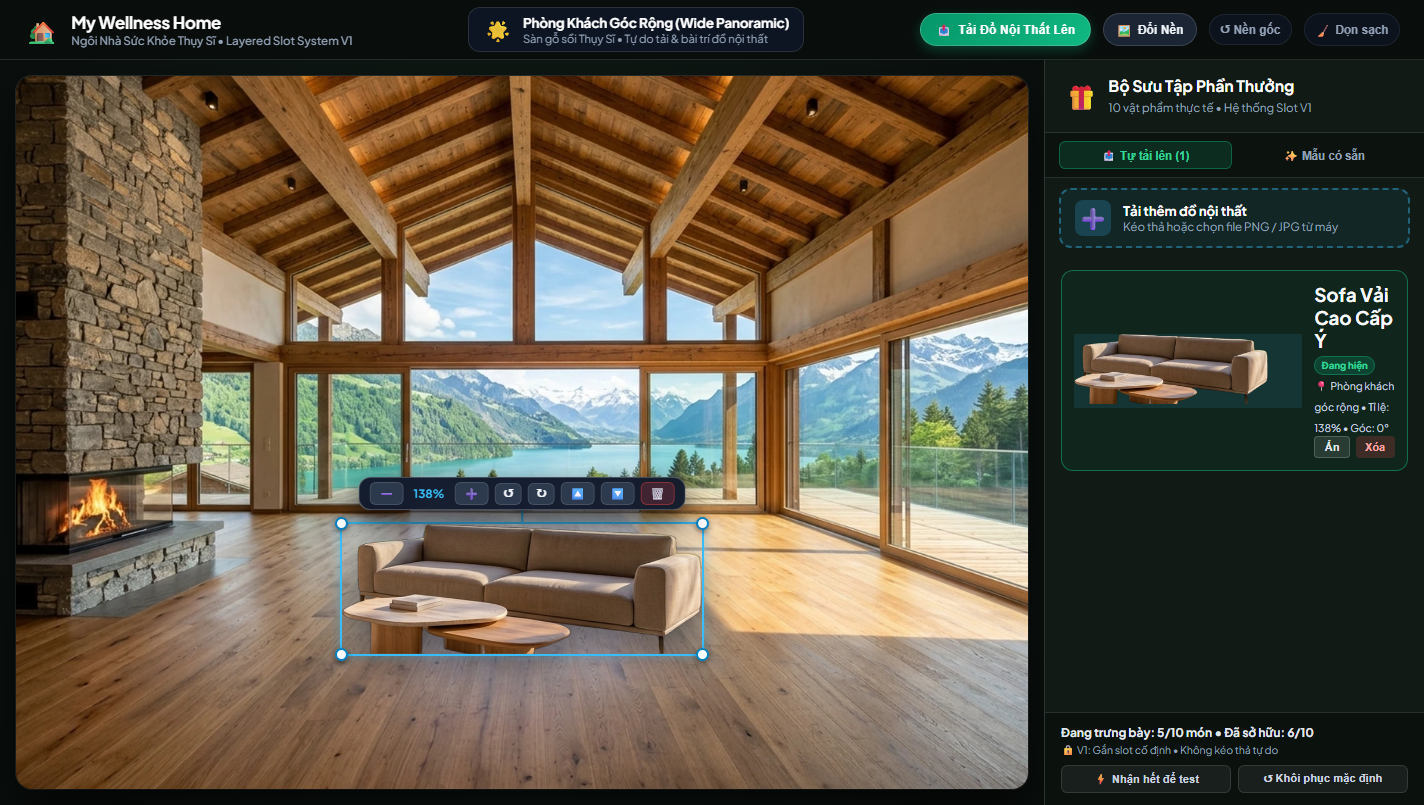 My Wellness Home
Ngôi Nhà Sức Khỏe Thụy Sĩ • Layered Slot System V1
Phòng Khách Góc Rộng (Wide Panoramic)
Sàn gỗ sồi Thụy Sĩ • Tự do tải & bài trí đồ nội thất
Tải Đồ Nội Thất Lên
Đổi Nền
↺ Nền gốc
Dọn sạch
Bộ Sưu Tập Phần Thưởng
10 vật phẩm thực tế • Hệ thống Slot V1
Tự tải lên (1)
Mẫu có sẵn
Tải thêm đồ nội thất
Kéo thả hoặc chọn file PNG / JPG từ máy
Sofa Vải
Cao Cấp
Ý
Đang hiện
Phòng khách
góc rộng • Tỉ lệ:
138% • Góc: 0°
Ẩn
Xóa
138%
Đang trưng bày: 5/10 món • Đã sở hữu: 6/10
V1: Gắn slot cố định • Không kéo thả tự do
Nhận hết để test
↺ Khôi phục mặc định